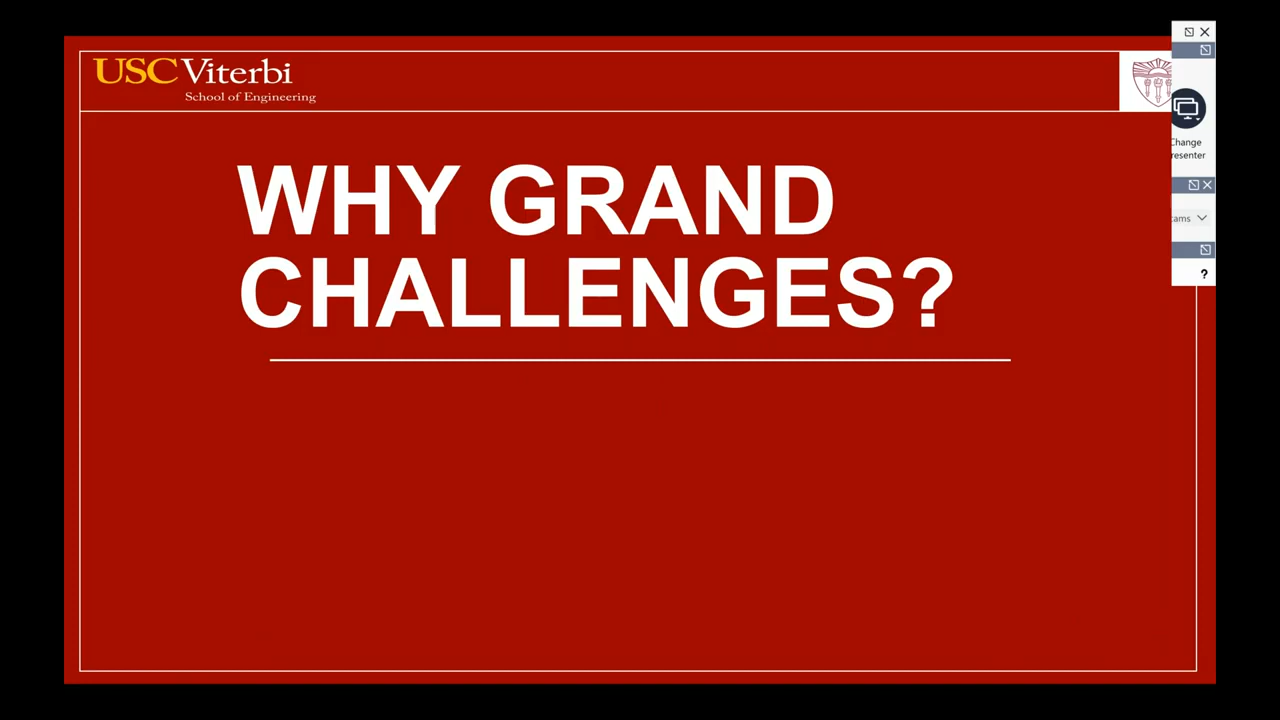 USC Viterbi
School of Engineering
WHY GRAND
CHALLENGES?
Change
resenter
ams
?